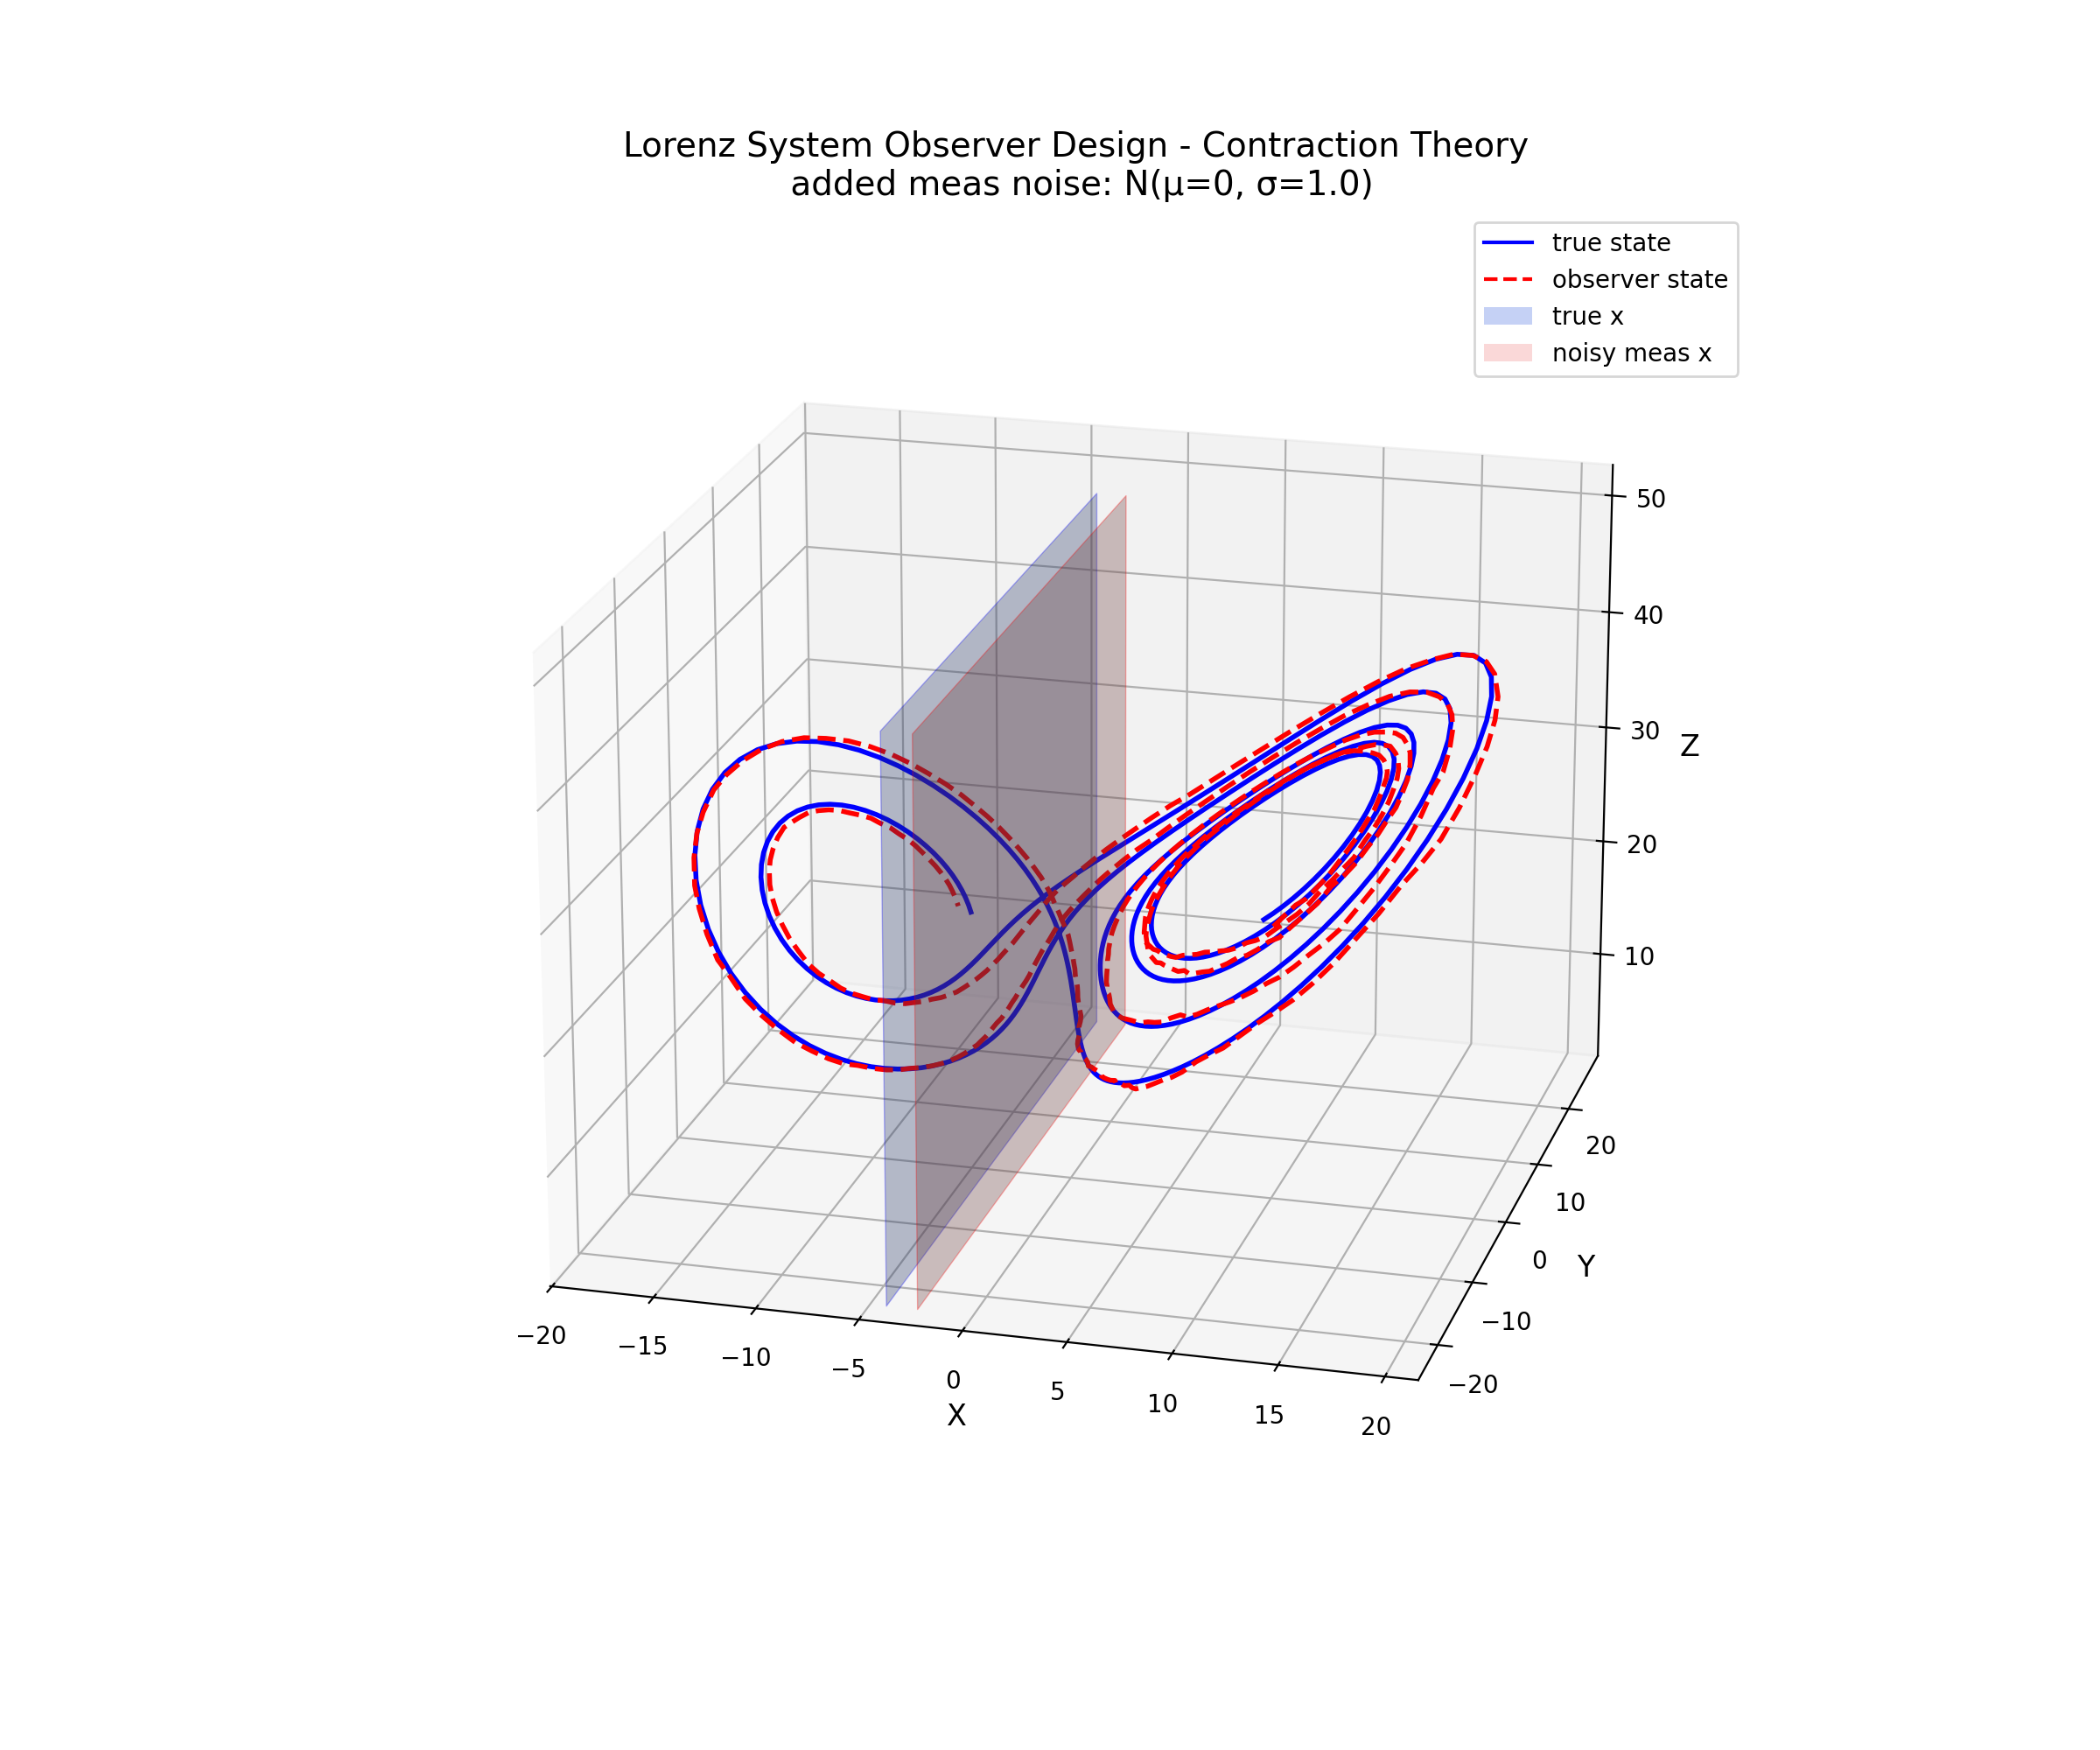 Lorenz System Observer Design - Contraction Theory
added meas noise: N(μ=0, σ=1.0)
true state
observer state
true x
noisy meas x
50
40
30
20
10
Z
20
10
0
−10
−20
Y
−20
−15
−10
−5
0
5
10
15
20
X